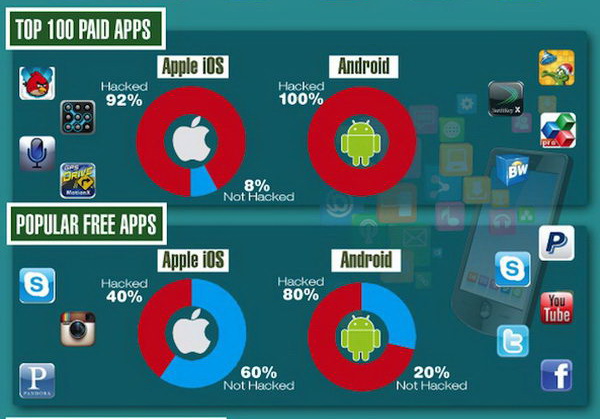 TOP 100 PAID APPS
Apple iOS
Android
Hacked
92%
Hacked
100%
8%
Not Hacked
GPS
DRIVE
MotionX
SwiftKey X
pro
BW
POPULAR FREE APPS
Apple iOS
Android
Hacked
40%
Hacked
80%
60%
Not Hacked
20%
Not Hacked
S
P
PANDORA
P
S
You
Tube
t
f